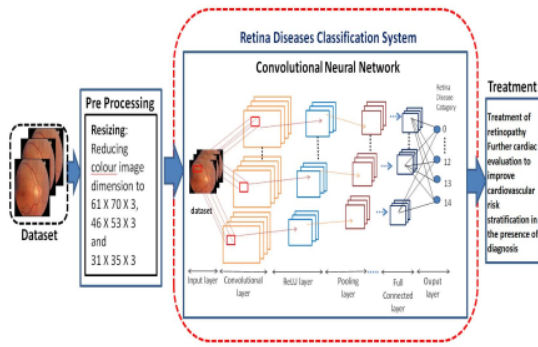 Retina Diseases Classification System
Convolutional Neural Network
Pre Processing
Resizing:
Reducing
colour image
dimension to
61 X 70 X 3,
46 X 53 X 3
and
31 X 35 X 3
Dataset
dataset
Retina
Disease
Catagory
0
12
13
14
Input layer
Convolutional
layer
ReLU layer
Pooling
layer
Full
Connected
layer
Ouput
layer
Treatment
Treatment of
retinopathy
Further cardiac
evaluation to
improve
cardiovascular
risk
stratification in
the presence of
diagnosis